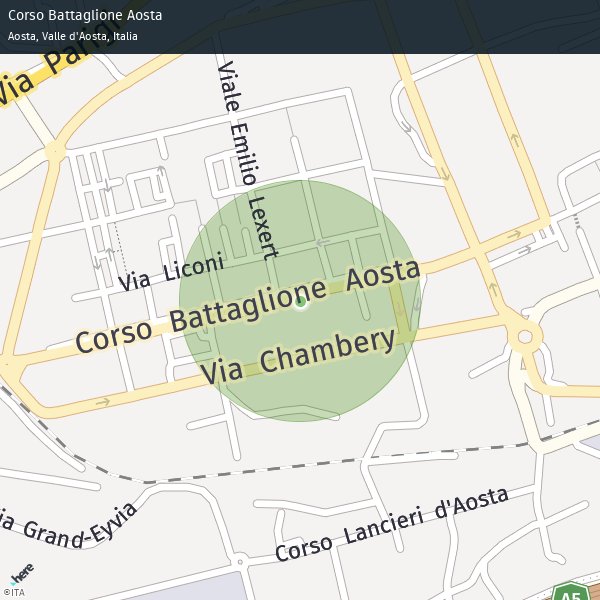 Corso Battaglione Aosta
Aosta, Valle d'Aosta, Italia
Via Parigi
Viale Emilio Lexert
Via Liconi
Corso Battaglione Aosta
Via Chambery
ia Grand-Eyvia
Corso Lancieri d'Aosta
here
©ITA
A5